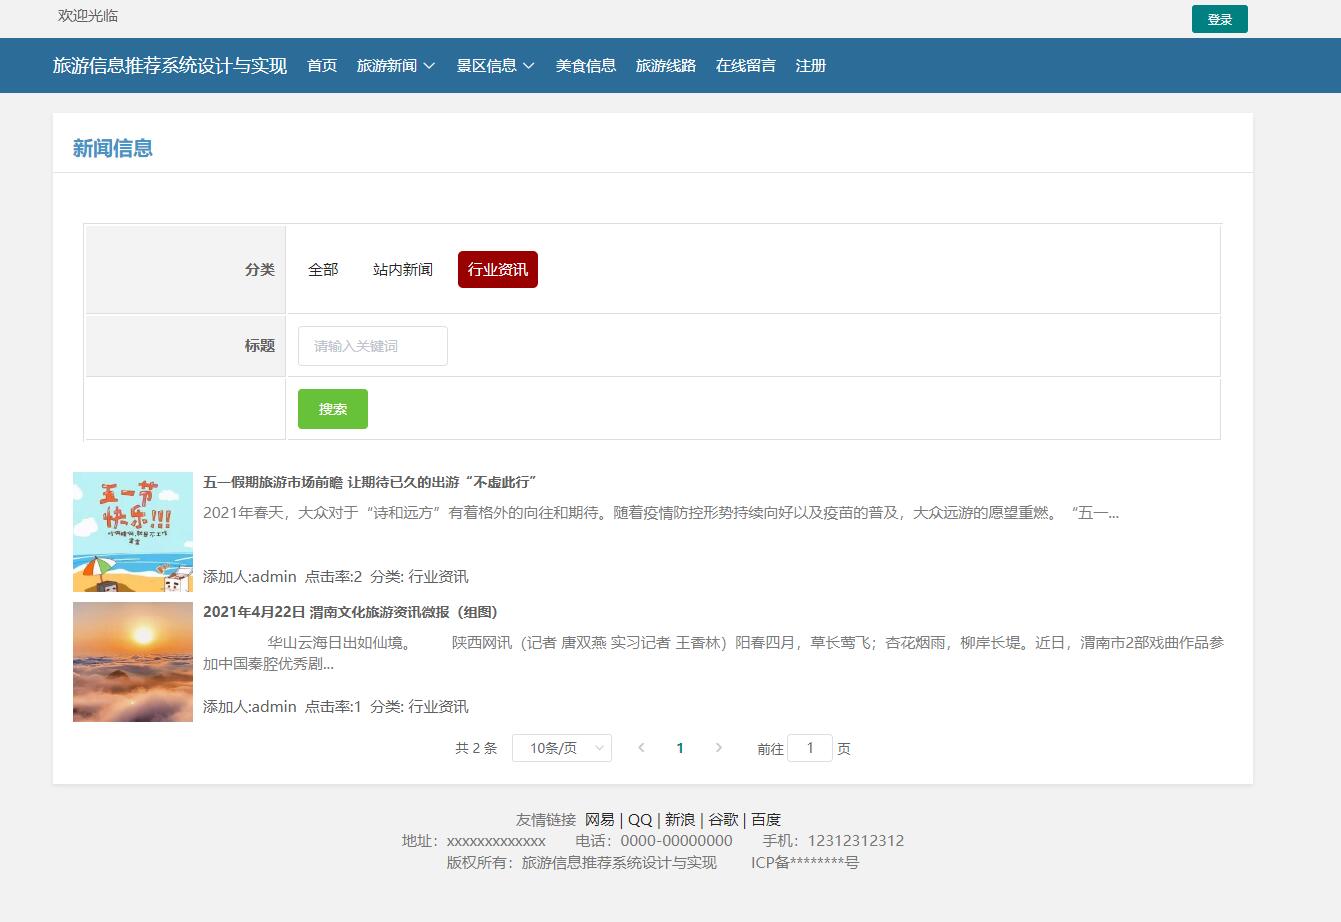 欢迎光临
登录
旅游信息推荐系统设计与实现 首页 旅游新闻 景区信息 美食信息 旅游线路 在线留言 注册
新闻信息
分类 全部 站内新闻 行业资讯
标题 请输入关键词
搜索
五一节
快乐!!!
五一假期旅游市场前瞻 让期待已久的出游“不虚此行”
2021年春天，大众对于“诗和远方”有着格外的向往和期待。随着疫情防控形势持续向好以及疫苗的普及，大众远游的愿望重燃。“五一...
添加人:admin 点击率:2 分类: 行业资讯
2021年4月22日 渭南文化旅游资讯微报（组图）
华山云海日出如仙境。 陕西网讯（记者 唐双燕 实习记者 王香林）阳春四月，草长莺飞；杏花烟雨，柳岸长堤。近日，渭南市2部戏曲作品参
加中国秦腔优秀剧...
添加人:admin 点击率:1 分类: 行业资讯
共 2 条 10条/页 1 前往 1 页
友情链接 网易 | QQ | 新浪 | 谷歌 | 百度
地址：xxxxxxxxxxxxx 电话：0000-00000000 手机：12312312312
版权所有：旅游信息推荐系统设计与实现 ICP备********号